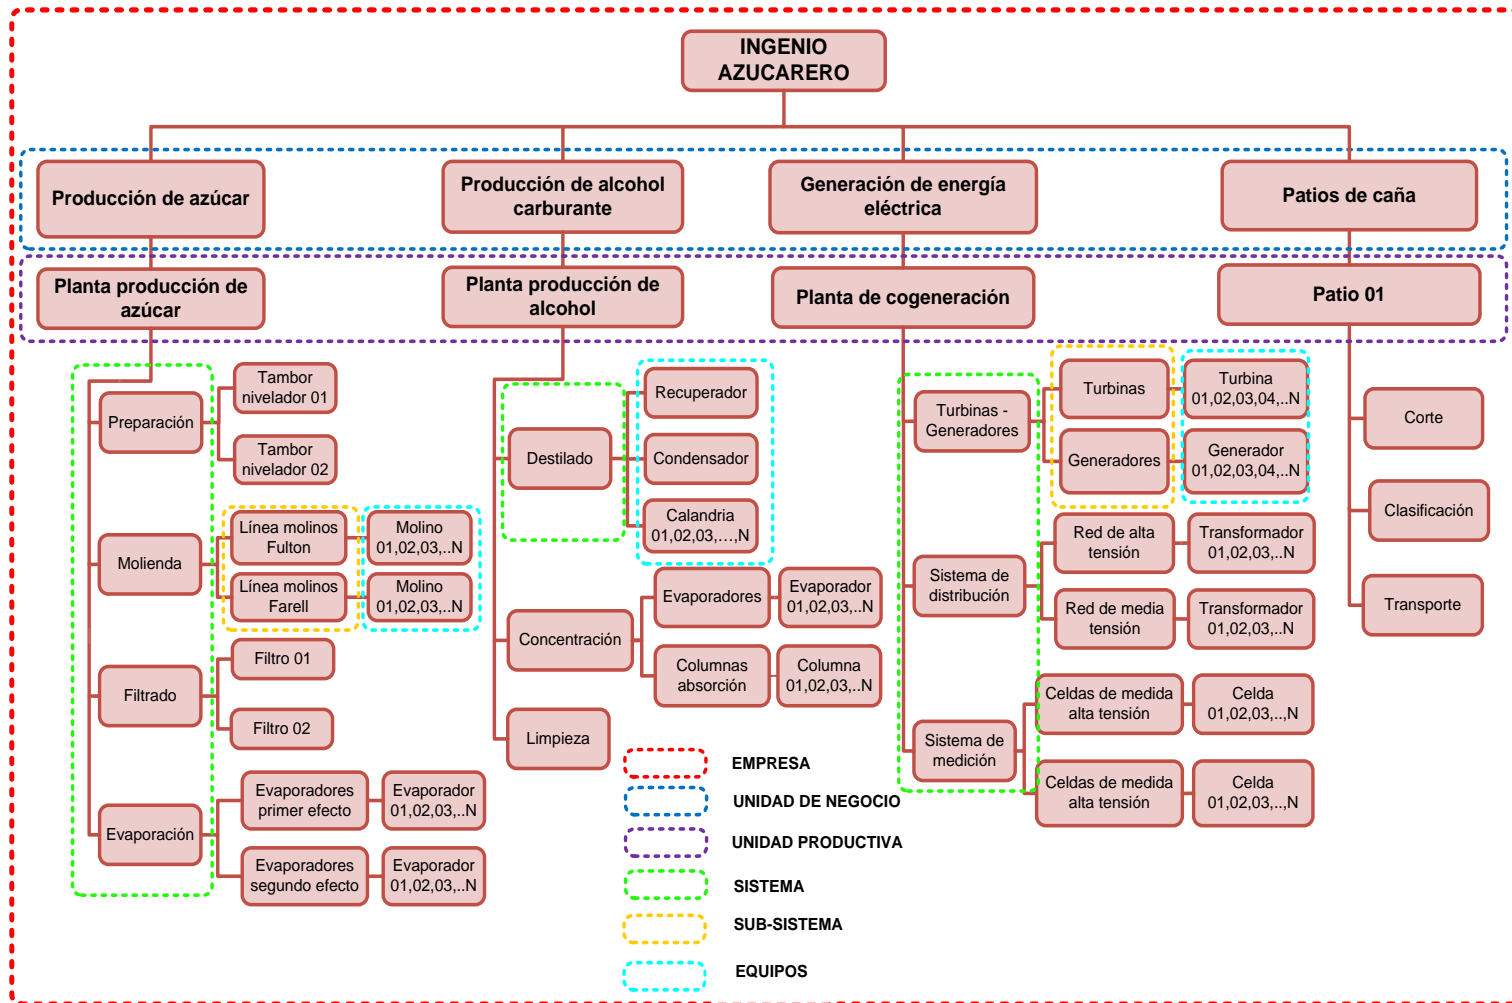 INGENIO
AZUCARERO
Producción de azúcar
Producción de alcohol
carburante
Generación de energía
eléctrica
Patios de caña
Planta producción de
azúcar
Planta producción de
alcohol
Planta de cogeneración
Patio 01
Preparación
Tambor
nivelador 01
Tambor
nivelador 02
Molienda
Línea molinos
Fulton
Molino
01,02,03,..N
Línea molinos
Farell
Molino
01,02,03,..N
Filtrado
Filtro 01
Filtro 02
Evaporación
Evaporadores
primer efecto
Evaporador
01,02,03,..N
Evaporadores
segundo efecto
Evaporador
01,02,03,..N
Destilado
Recuperador
Condensador
Calandria
01,02,03,...,N
Concentración
Evaporadores
Evaporador
01,02,03,..N
Columnas
absorción
Columna
01,02,03,..N
Limpieza
Turbinas -
Generadores
Turbinas
Turbina
01,02,03,04,..N
Generadores
Generador
01,02,03,04,..N
Sistema de
distribución
Red de alta
tensión
Transformador
01,02,03,..N
Red de media
tensión
Transformador
01,02,03,..N
Sistema de
medición
Celdas de medida
alta tensión
Celda
01,02,03,..,N
Celdas de medida
alta tensión
Celda
01,02,03,..,N
Corte
Clasificación
Transporte
EMPRESA
UNIDAD DE NEGOCIO
UNIDAD PRODUCTIVA
SISTEMA
SUB-SISTEMA
EQUIPOS